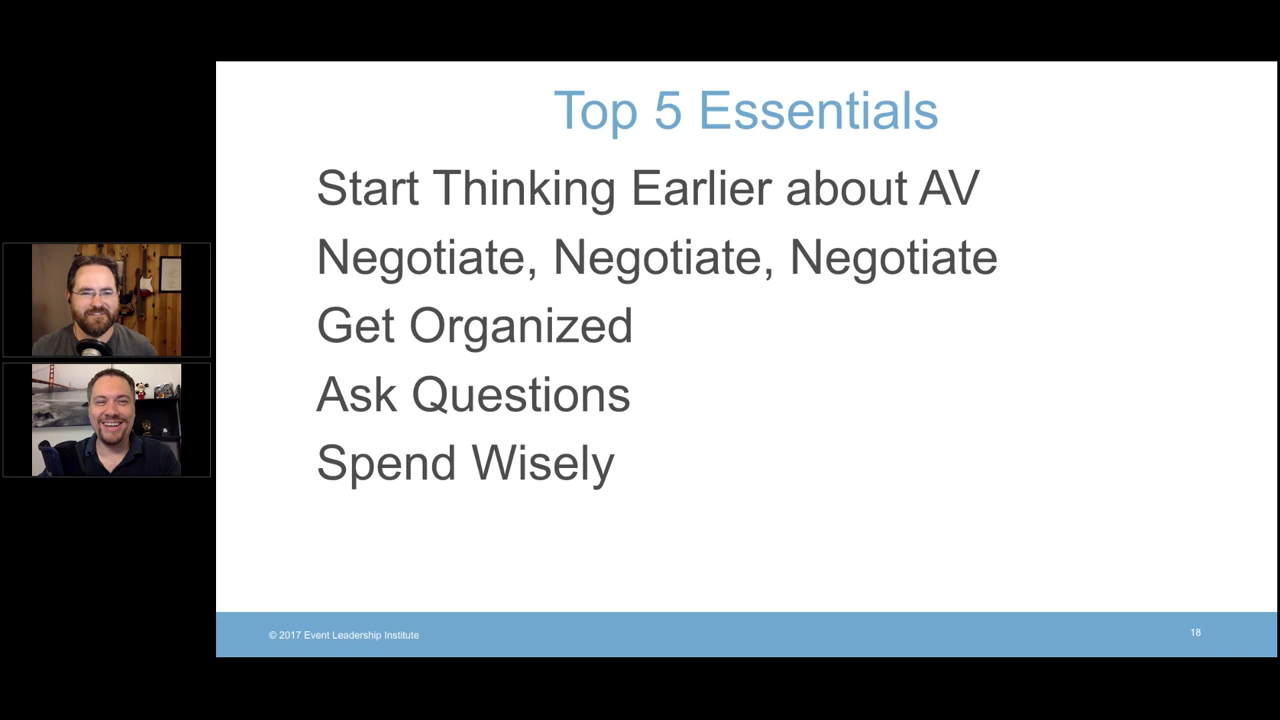 Top 5 Essentials
Start Thinking Earlier about AV
Negotiate, Negotiate, Negotiate
Get Organized
Ask Questions
Spend Wisely
© 2017 Event Leadership Institute
18